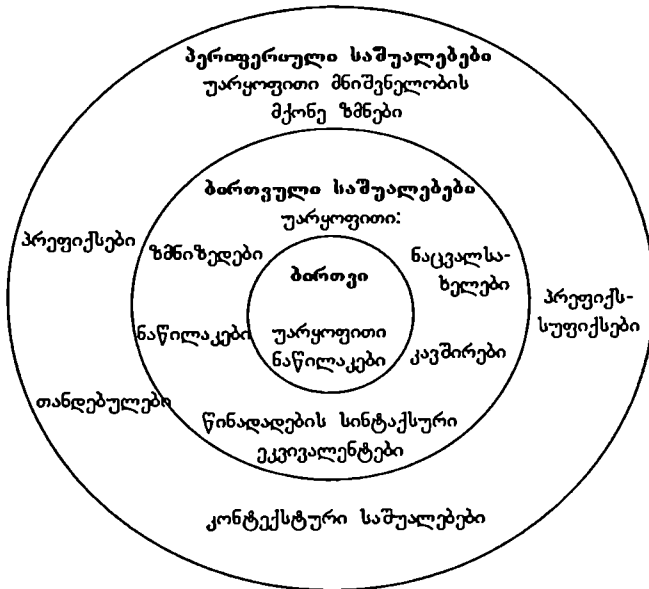 პერიფერიული საშუალებები
უარყოფითი მნიშვნელობის
მქონე ზმნები
ბირთვული საშუალებები
უარყოფითი:
პრეფიქსები
ზმნიზედები
ნაცვალსა-
ხელები
ბირთვი
პრეფიქს-
სუფიქსები
ნაწილაკები
უარყოფითი
ნაწილაკები
კავშირები
თანდებულები
წინადადების სინტაქსური
ეკვივალენტები
კონტექსტური საშუალებები